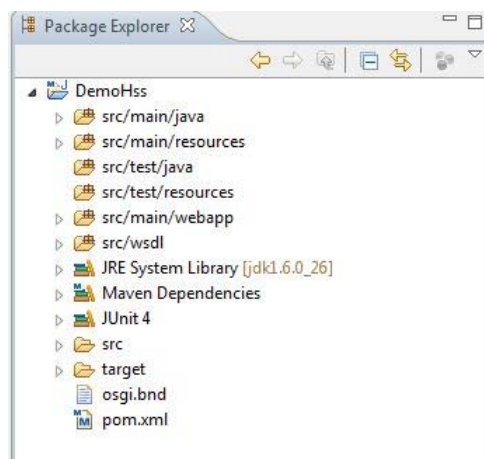 Package Explorer
DemoHss
src/main/java
src/main/resources
src/test/java
src/test/resources
src/main/webapp
src/wsdl
JRE System Library [jdk1.6.0_26]
Maven Dependencies
JUnit 4
src
target
osgi.bnd
pom.xml